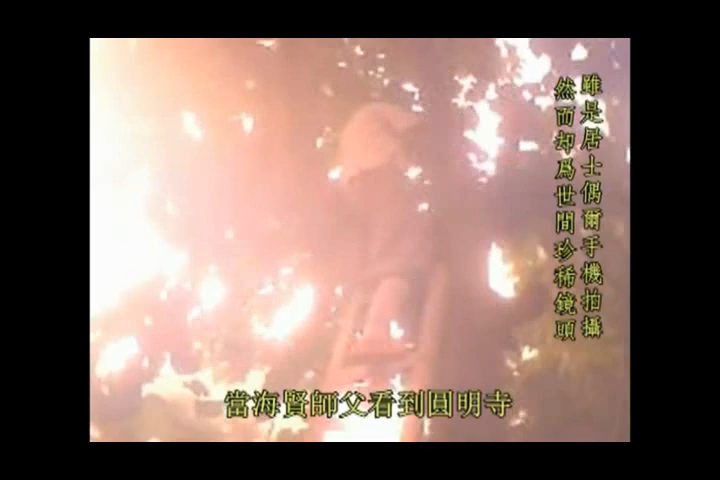 雖是居士偶爾手機拍攝
然而却爲世間珍稀鏡頭
當海賢師父看到圓明寺